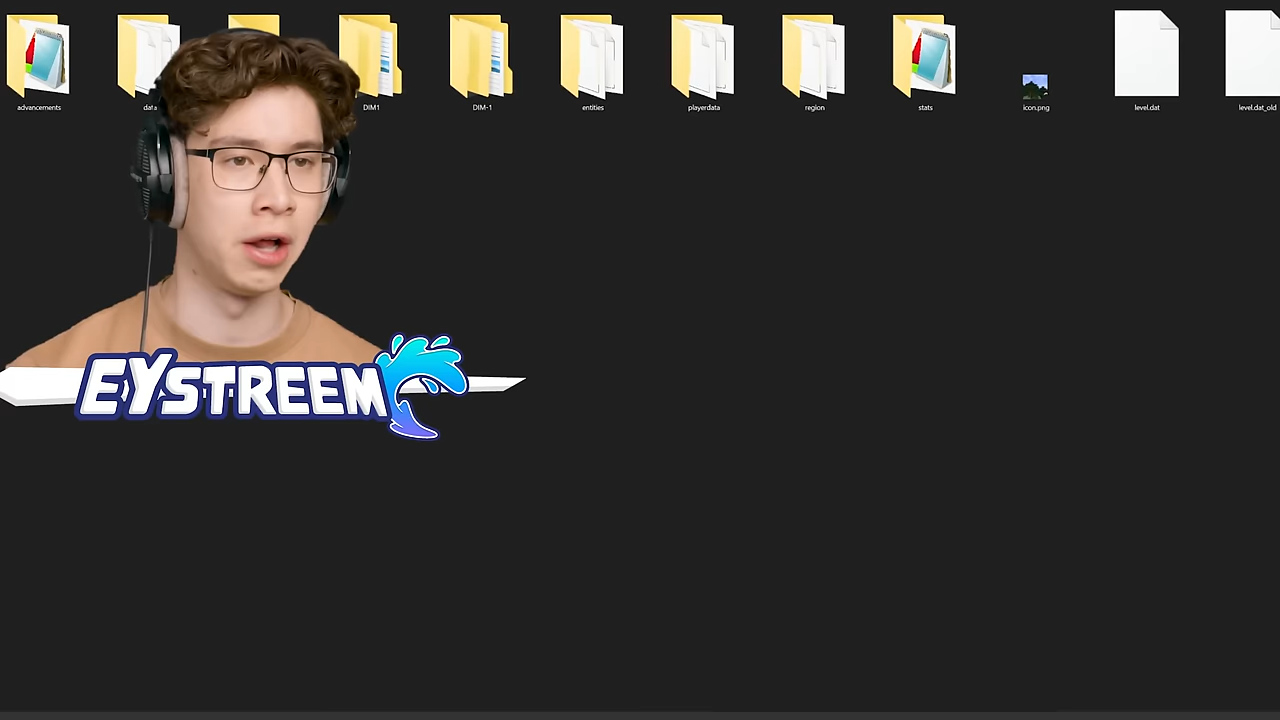 advancements
data
DIM1
DIM-1
entities
playerdata
region
stats
icon.png
level.dat
level.dat_old
EYSTREEM